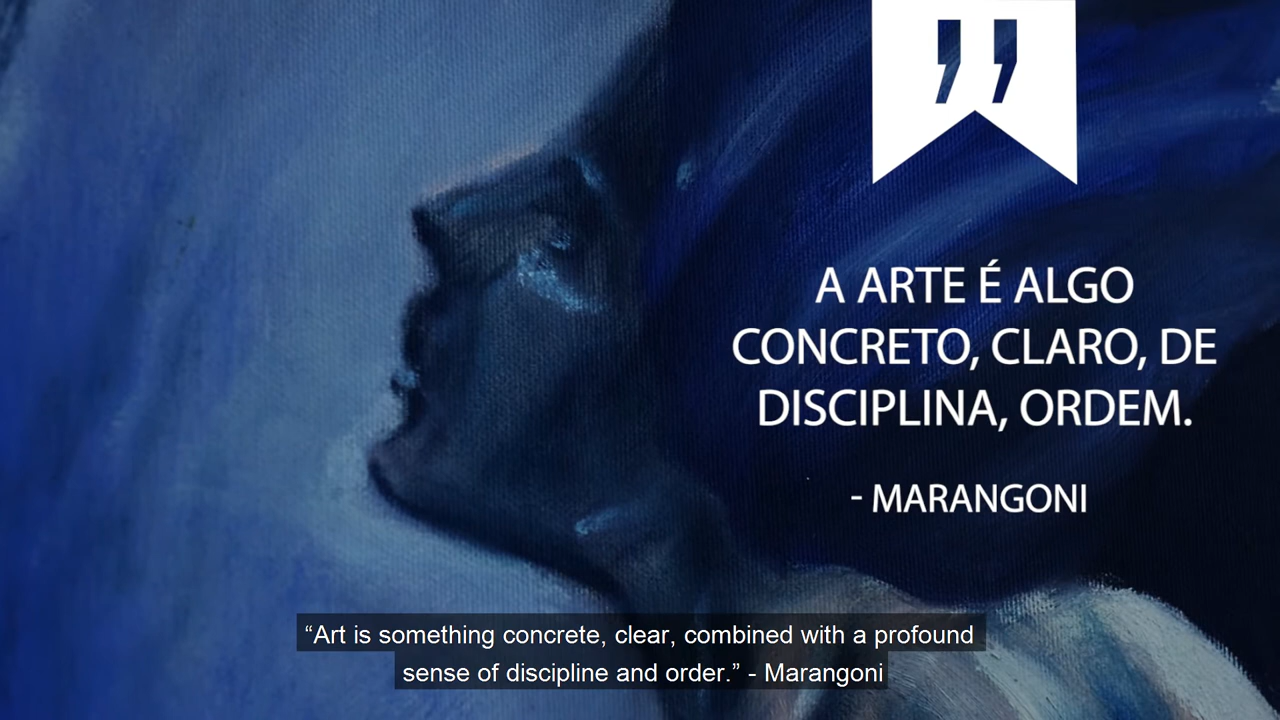 ”
A ARTE É ALGO
CONCRETO, CLARO, DE
DISCIPLINA, ORDEM.
- MARANGONI
“Art is something concrete, clear, combined with a profound
sense of discipline and order.” - Marangoni